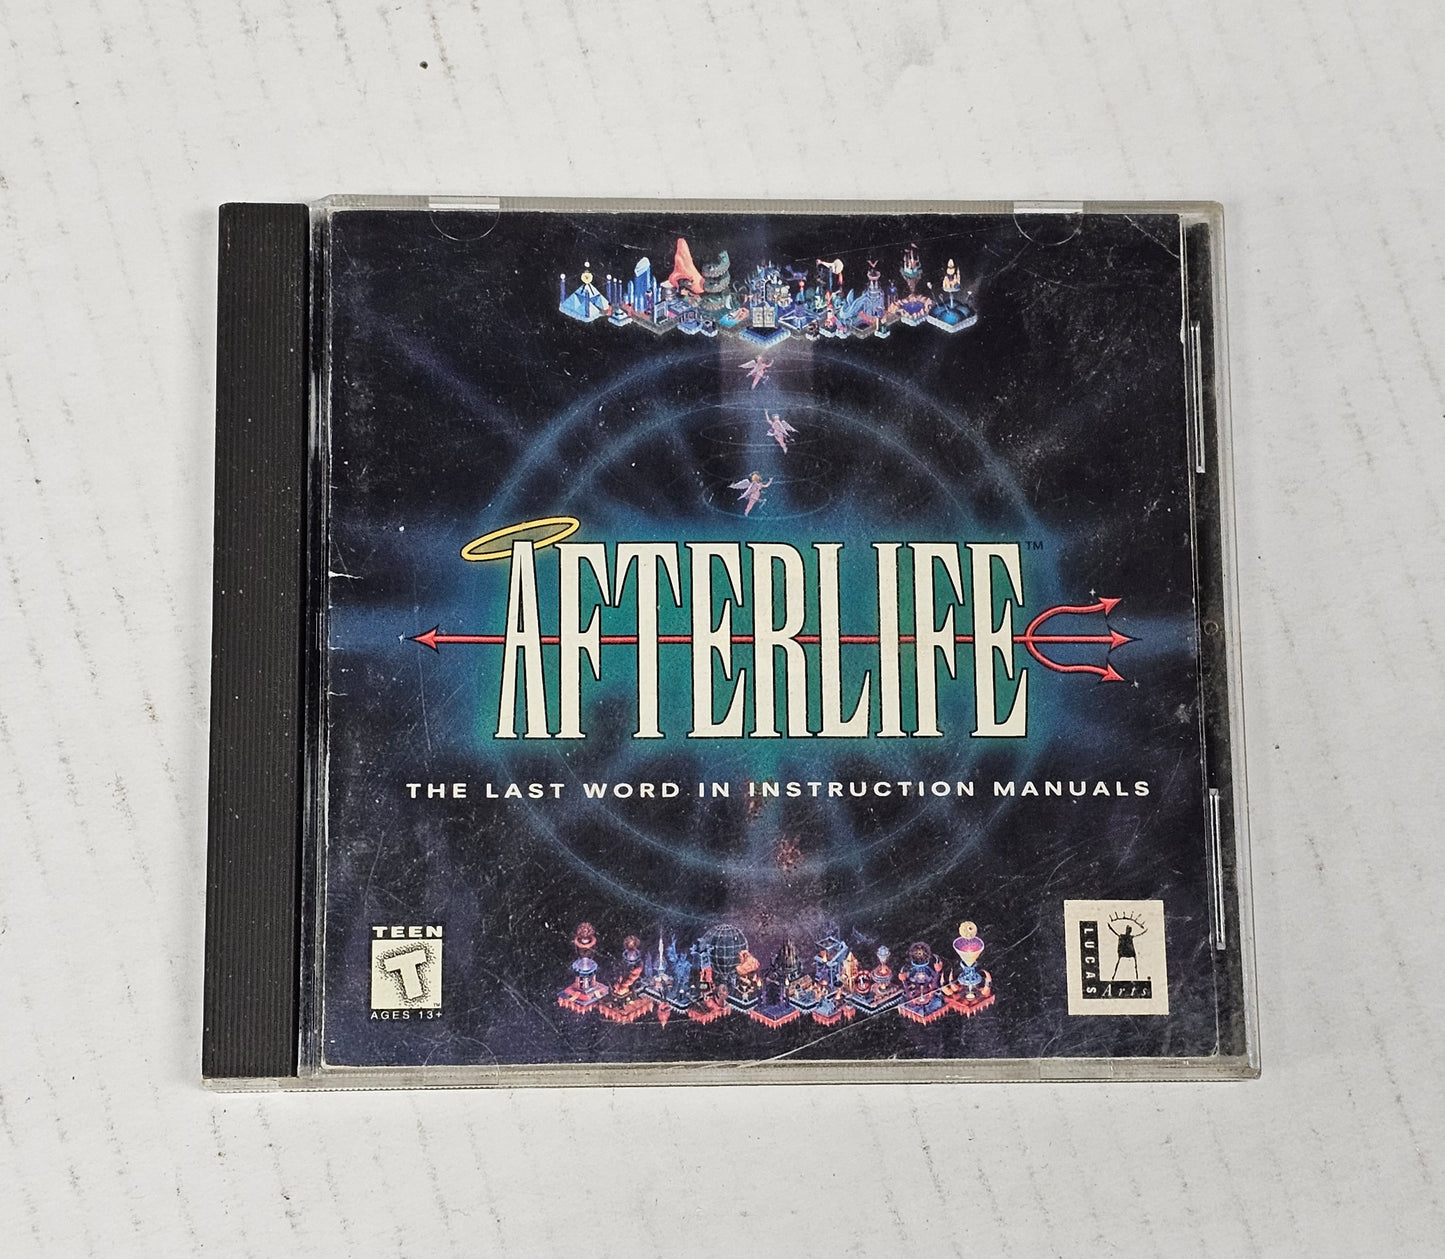 AFTERLIFE™
THE LAST WORD IN INSTRUCTION MANUALS
TEEN
T
AGES 13+
LUCAS
Arts